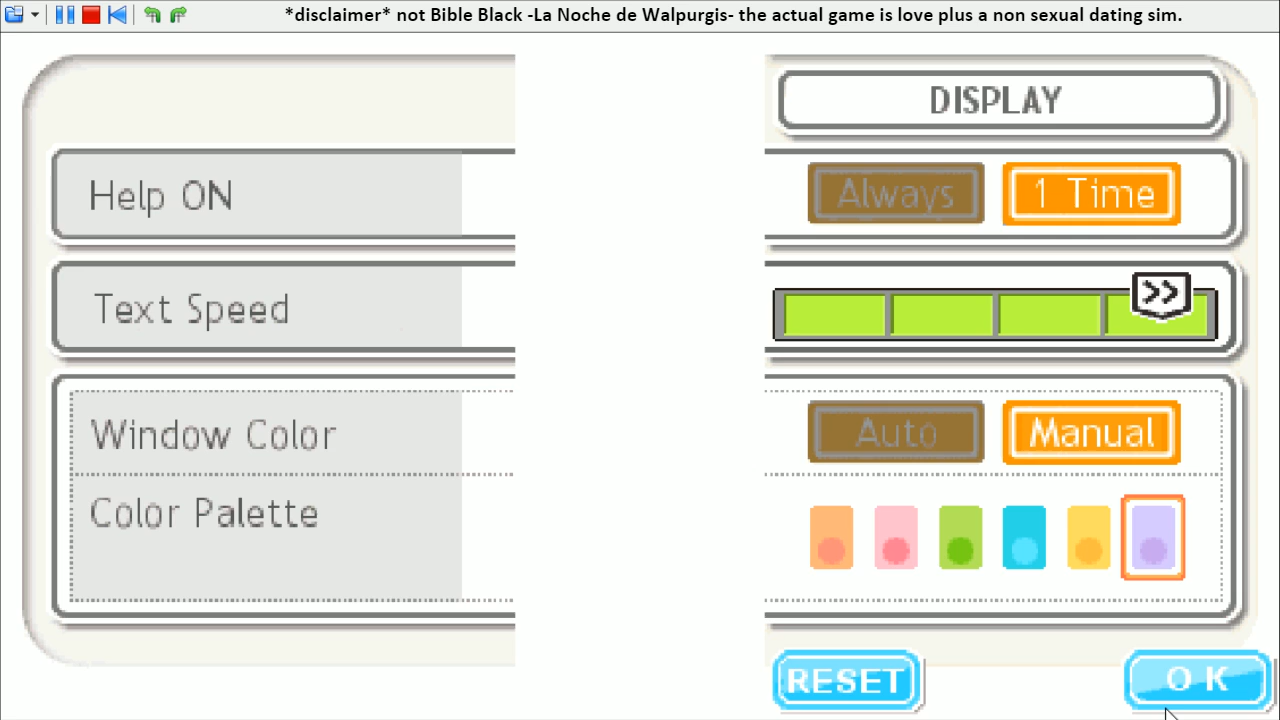 *disclaimer* not Bible Black -La Noche de Walpurgis- the actual game is love plus a non sexual dating sim.
DISPLAY
Help ON
Always
1 Time
Text Speed
>>
Window Color
Auto
Manual
Color Palette
RESET
OK